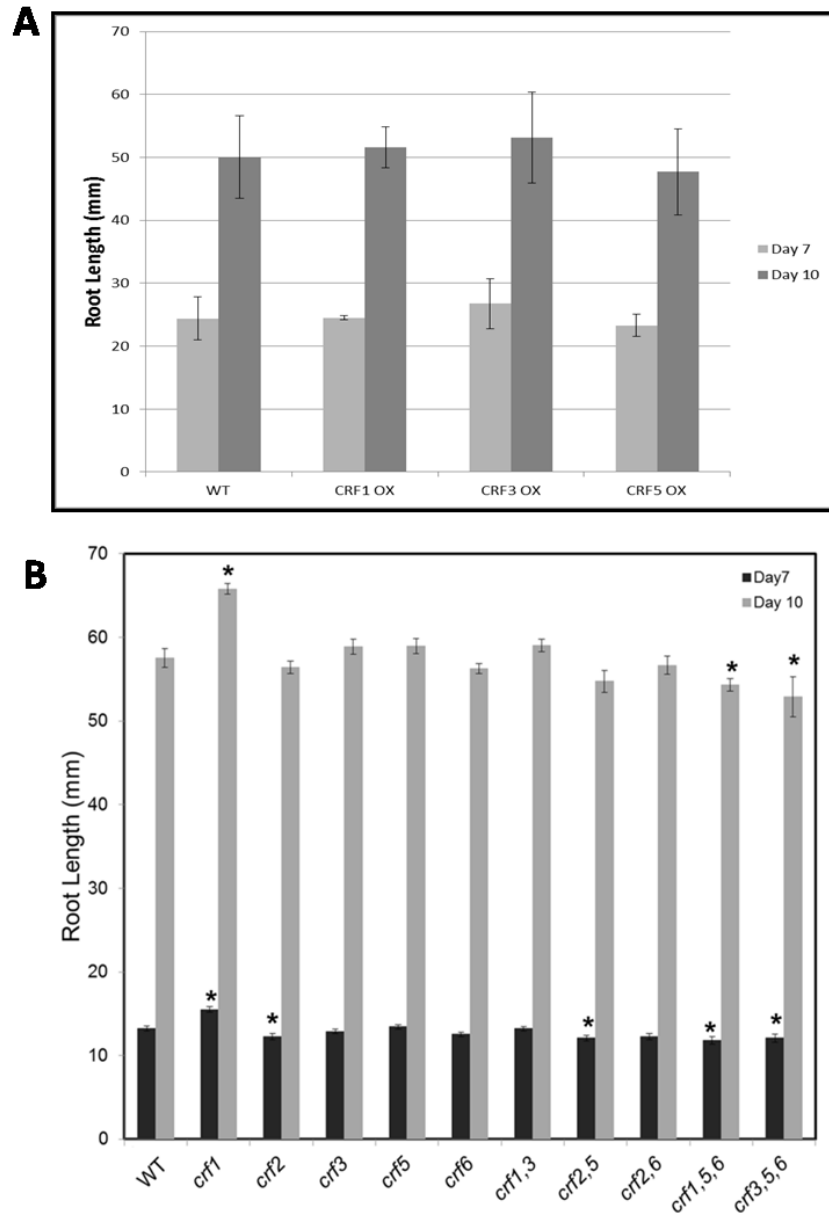 A
70
60
50
40
30
20
10
0
Root Length (mm)
WT CRF1 OX CRF3 OX CRF5 OX
Day 7
Day 10
B
70
60
50
40
30
20
10
0
Root Length (mm)
Day7
Day 10
*
* *
* * * * *
WT crf1 crf2 crf3 crf5 crf6 crf1,3 crf2,5 crf2,6 crf1,5,6 crf3,5,6